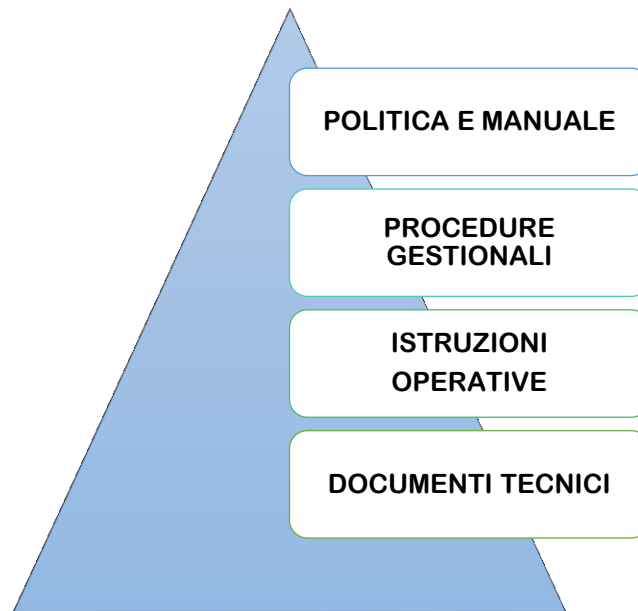 POLITICA E MANUALE
PROCEDURE
GESTIONALI
ISTRUZIONI
OPERATIVE
DOCUMENTI TECNICI